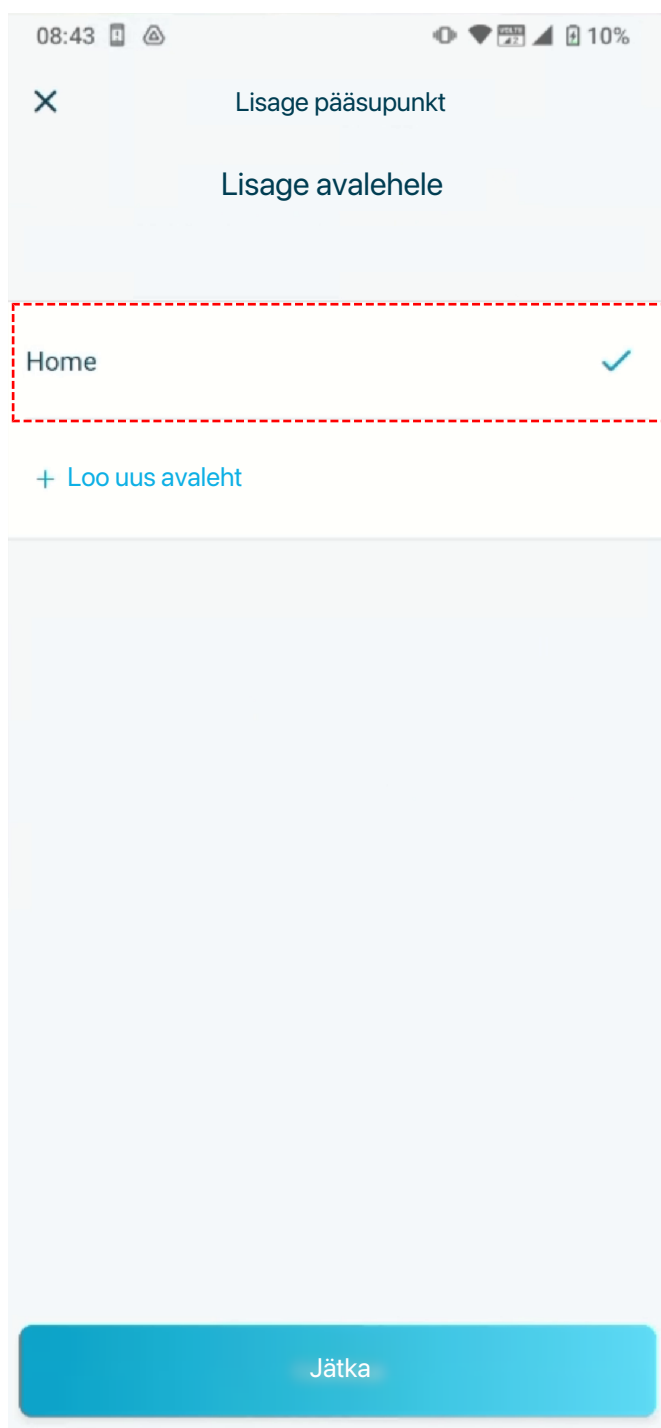 08:43 10%
Lisage pääsupunkt
Lisage avalehele
Home
+ Loo uus avaleht
Jätka